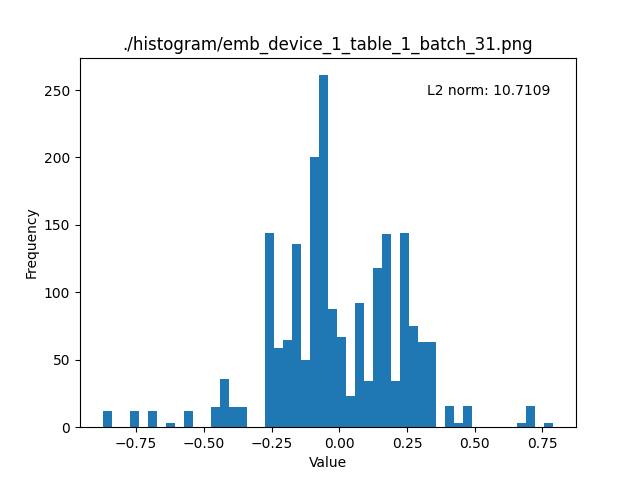 ./histogram/emb_device_1_table_1_batch_31.png
L2 norm: 10.7109
250
200
150
100
50
0
Frequency
−0.75 −0.50 −0.25 0.00 0.25 0.50 0.75
Value